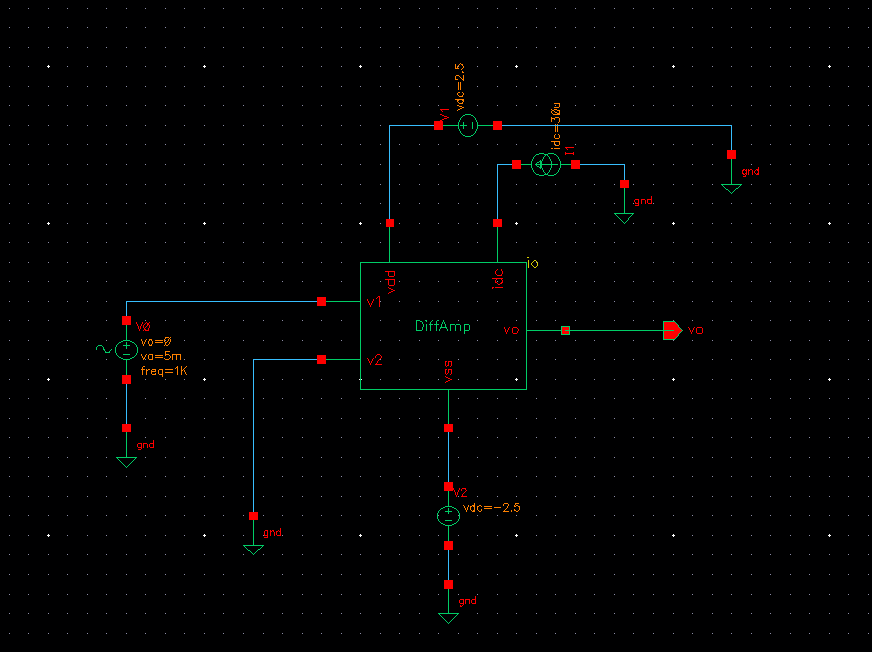 vdc=2.5
V1
idc=30u
I1
gnd
gnd
io
vdd
idc
v1
DiffAmp
vo
vo
V0
vo=0
va=5m
freq=1K
v2
vss
gnd
V2
vdc=-2.5
gnd
gnd